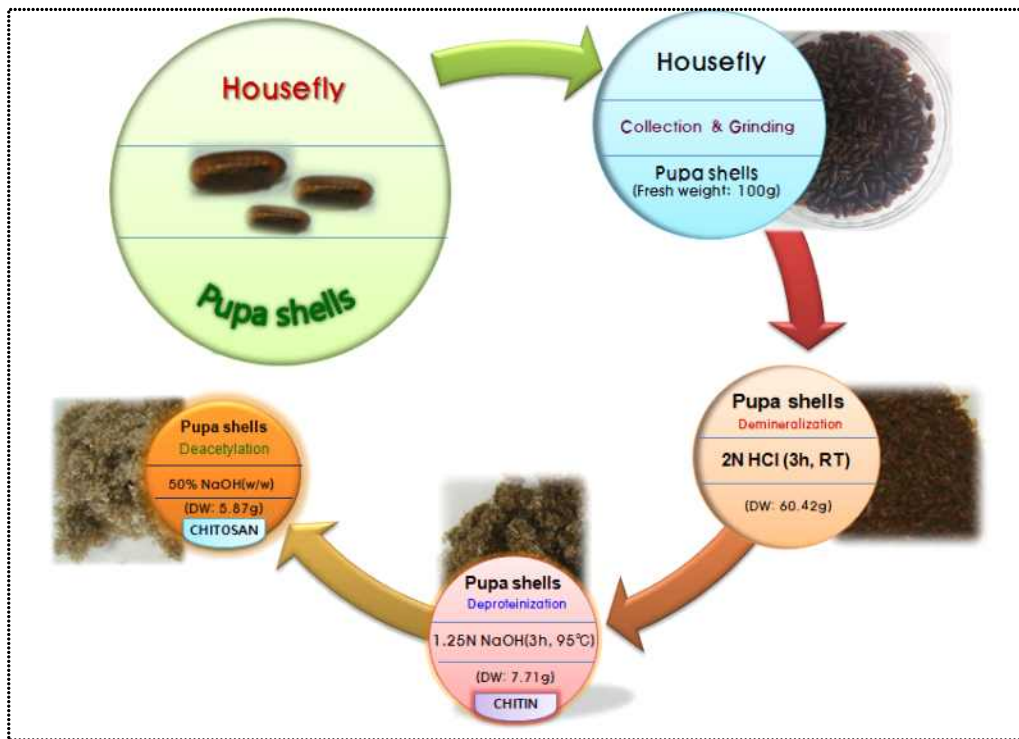 Housefly
Pupa shells
Housefly
Collection & Grinding
Pupa shells
(Fresh weight: 100g)
Pupa shells
Demineralization
2N HCl (3h, RT)
(DW: 60.42g)
Pupa shells
Deproteinization
1.25N NaOH(3h, 95℃)
(DW: 7.71g)
CHITIN
Pupa shells
Deacetylation
50% NaOH(w/w)
(DW: 5.87g)
CHITOSAN